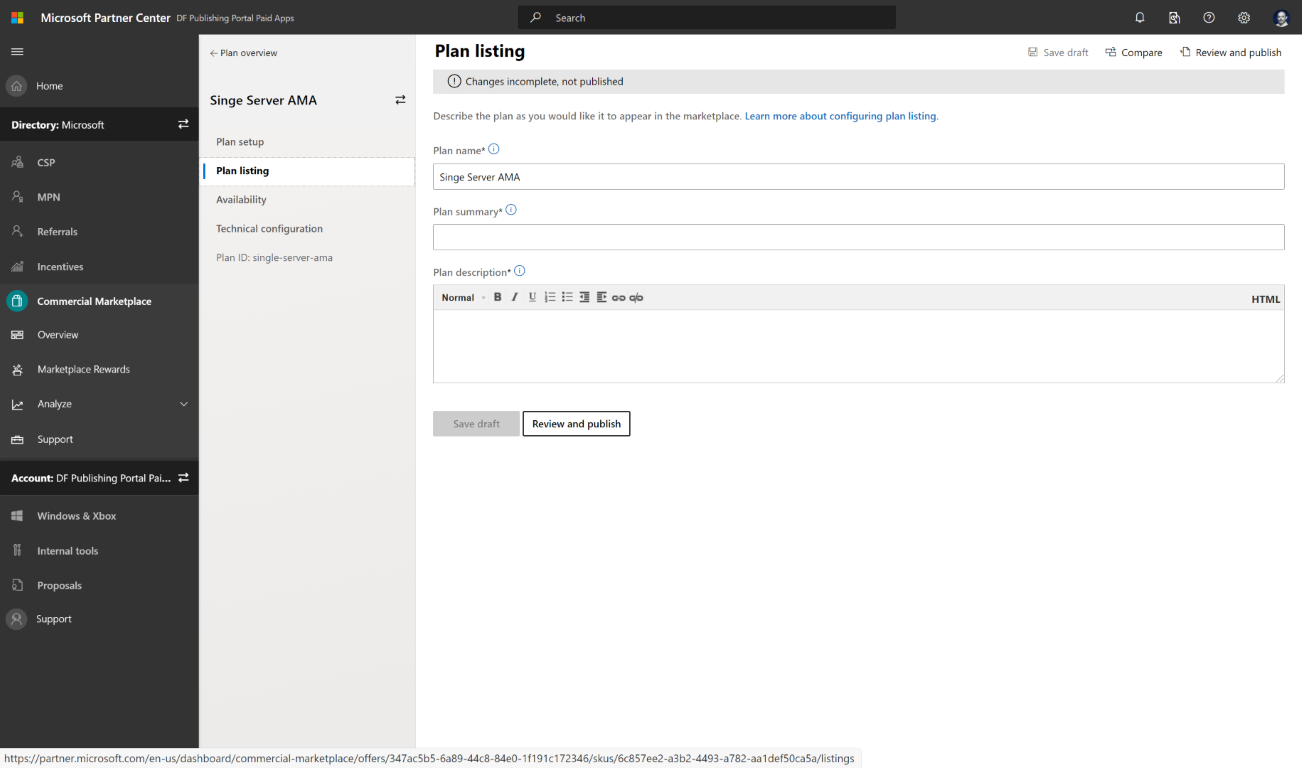 Microsoft Partner Center DF Publishing Portal Paid Apps
Search
Home
Directory: Microsoft
CSP
MPN
Referrals
Incentives
Commercial Marketplace
Overview
Marketplace Rewards
Analyze
Support
Account: DF Publishing Portal Pai...
Windows & Xbox
Internal tools
Proposals
Support
Plan overview
Singe Server AMA
Plan setup
Plan listing
Availability
Technical configuration
Plan ID: single-server-ama
Plan listing
Save draft
Compare
Review and publish
Changes incomplete, not published
Describe the plan as you would like it to appear in the marketplace. Learn more about configuring plan listing.
Plan name*
Singe Server AMA
Plan summary*
Plan description*
Normal B I U HTML
Save draft
Review and publish
https://partner.microsoft.com/en-us/dashboard/commercial-marketplace/offers/347ac5b5-6a89-44c8-84e0-1f191c172346/skus/6c857ee2-a3b2-4493-a782-aa1def50ca5a/listings